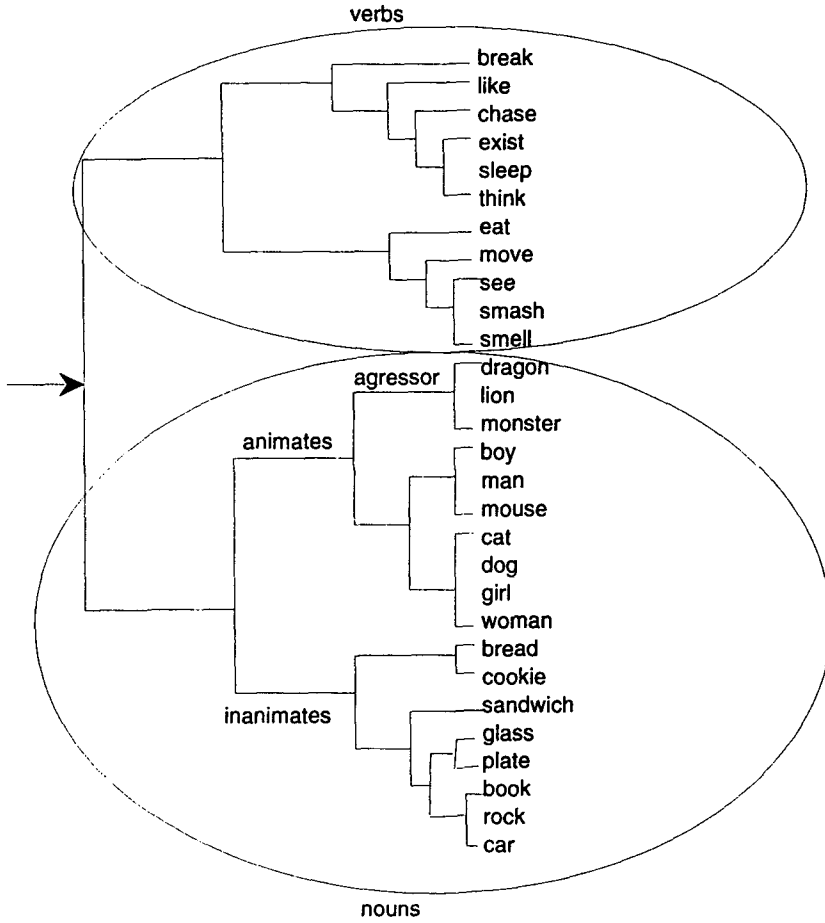 verbs
break
like
chase
exist
sleep
think
eat
move
see
smash
smell
dragon
agressor
lion
monster
animates
boy
man
mouse
cat
dog
girl
woman
bread
cookie
sandwich
inanimates
glass
plate
book
rock
car
nouns